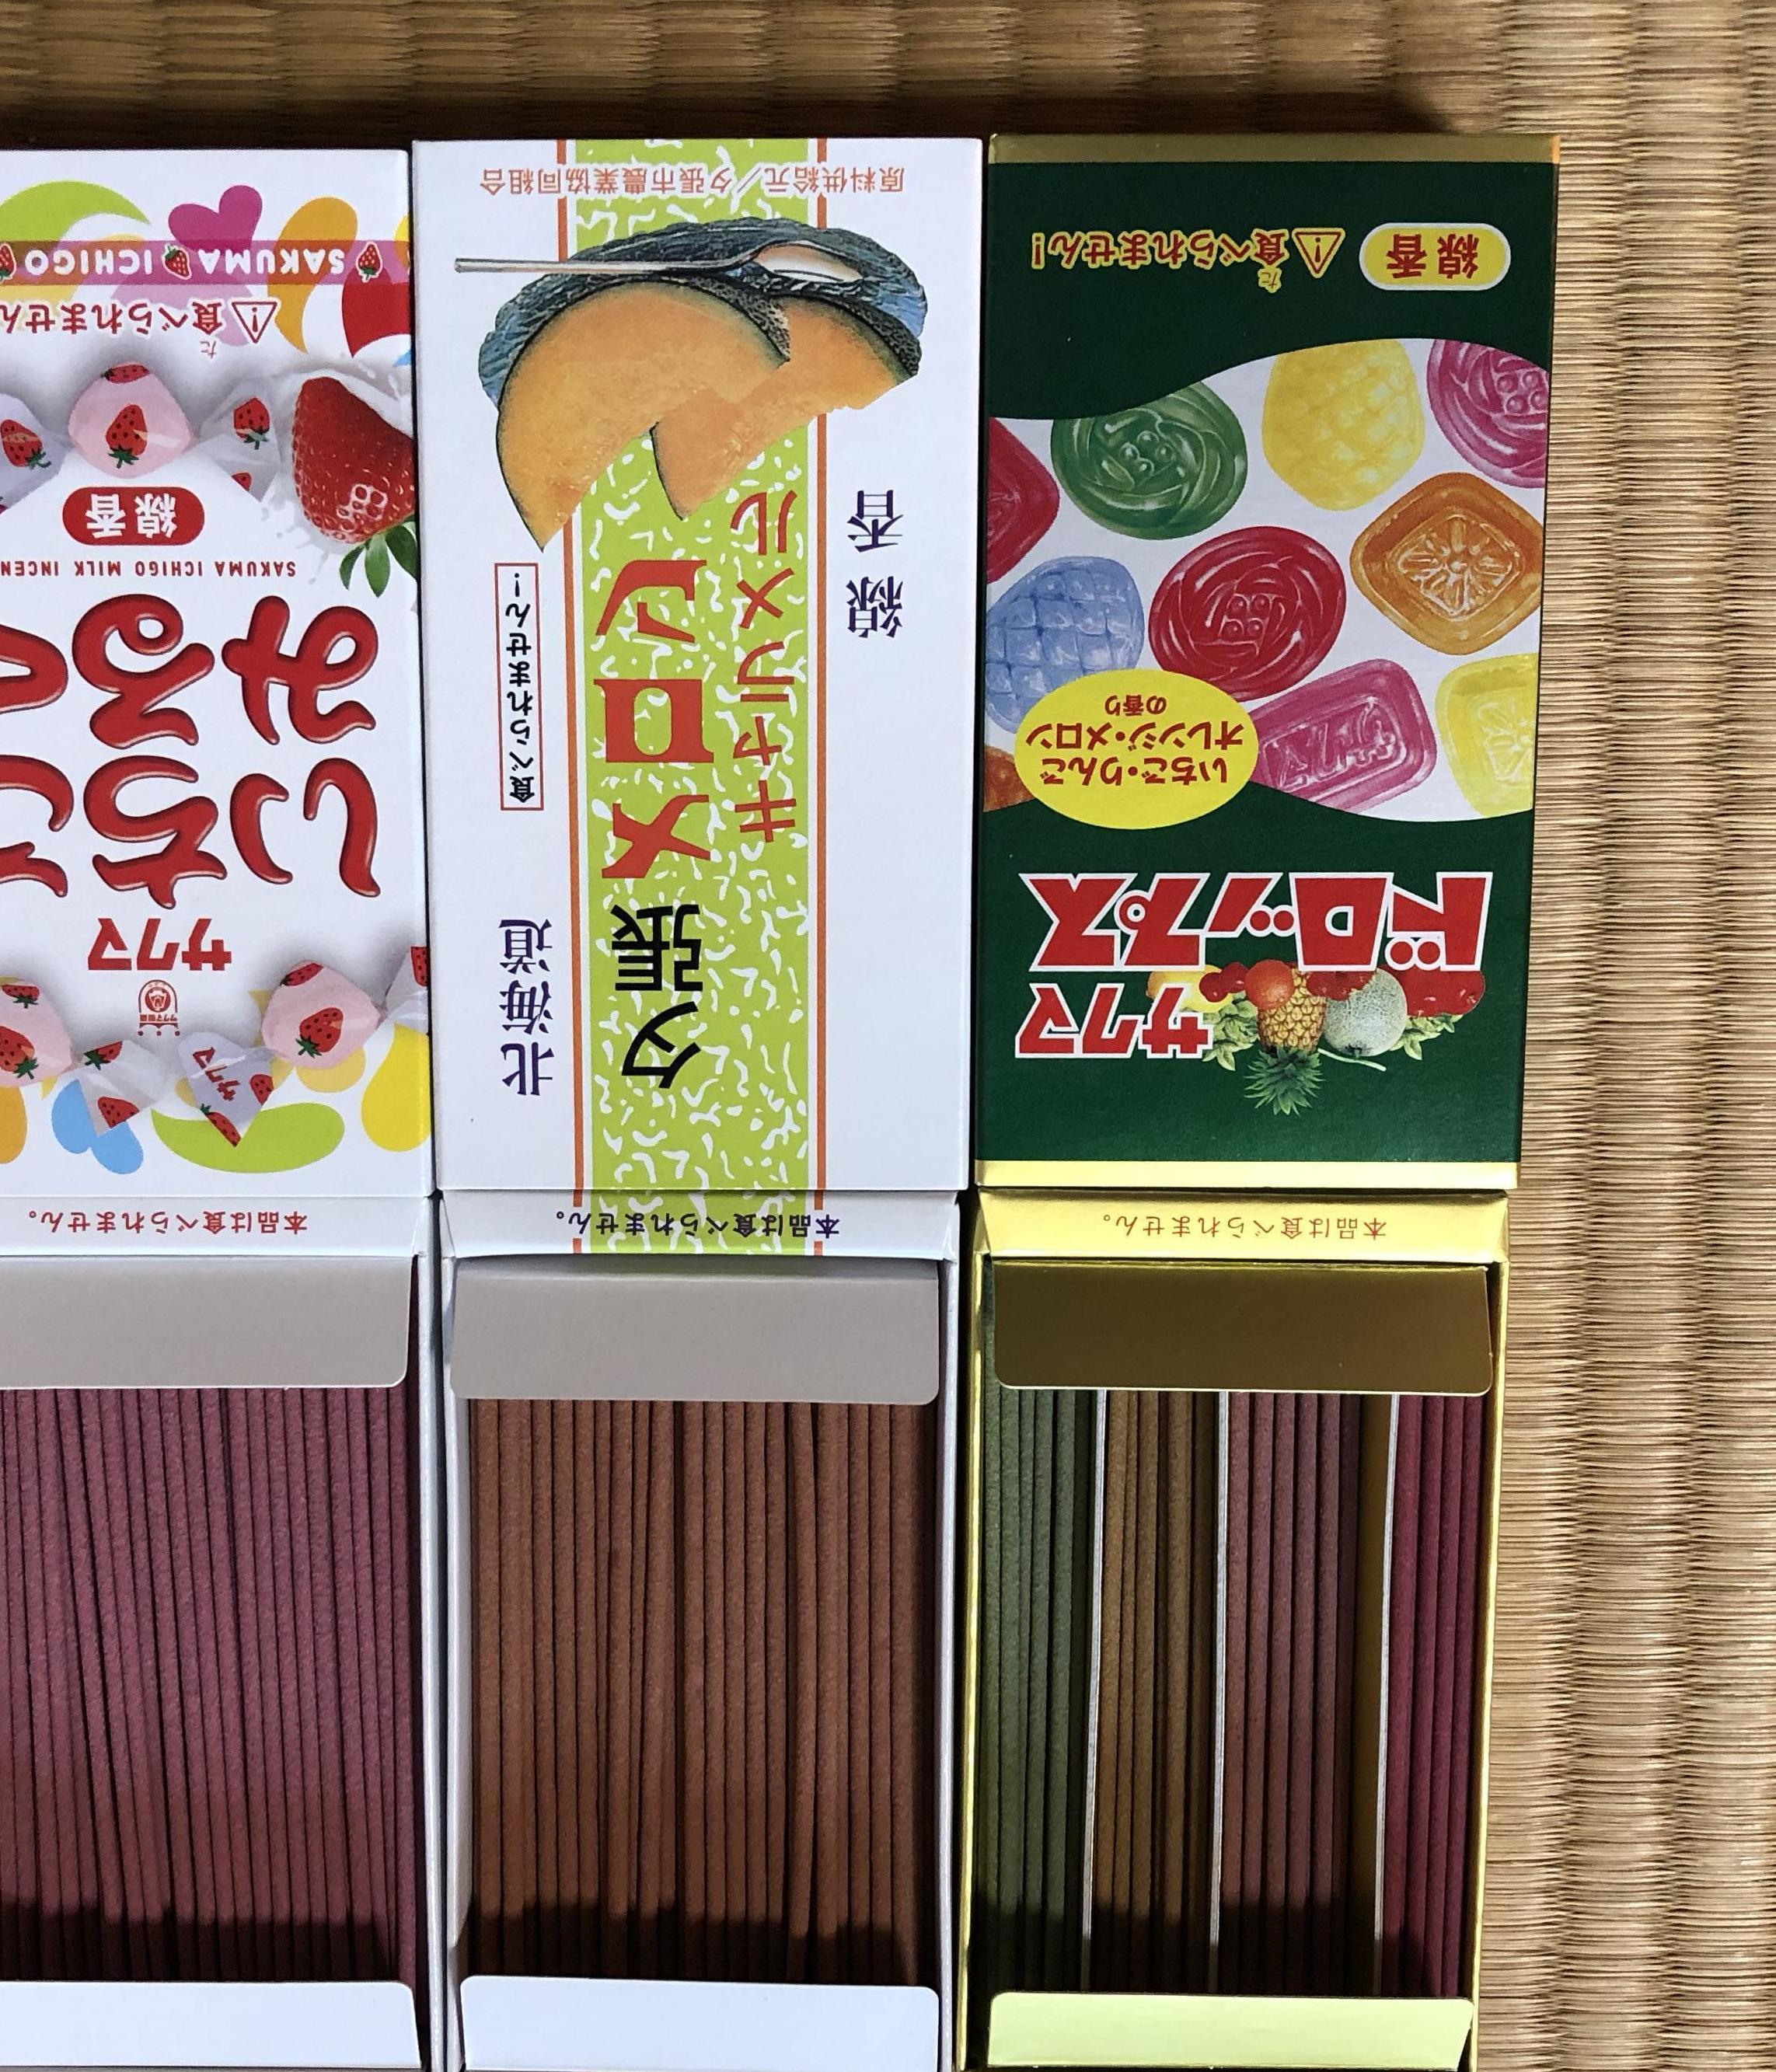 サクマ
いちご
みるく
SAKUMA ICHIGO MILK INCEN
線香
た
食べられません
SAKUMA ICHIGO
本品は食べられません。
北海道
夕張メロン
キャラメル
線香
食べられません!
原料供給元/夕張市農業協同組合
本品は食べられません。
サクマ
ドロップス
いちご・りんご
オレンジ・メロン
の香り
線香
た
食べられません!
本品は食べられません。